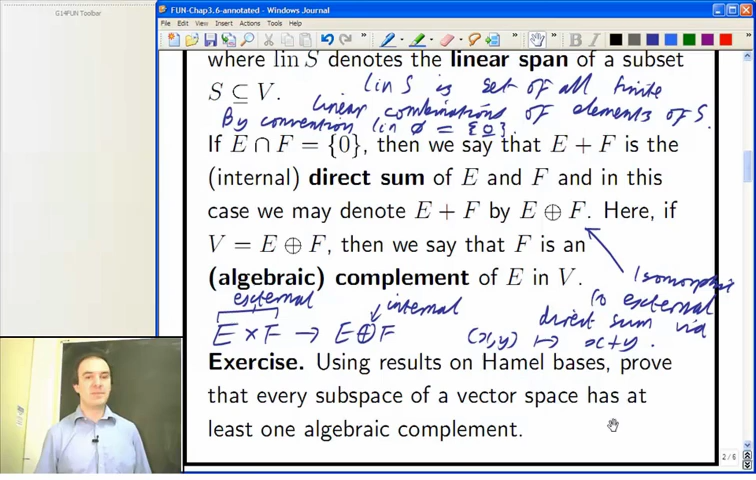 G14FUN Toolbar
FUN-Chap3.6-annotated - Windows Journal
File Edit View Insert Actions Tools Help
B I
where lin S denotes the linear span of a subset
S ⊆ V.
lin S is set of all finite
linear combinations of elements of S.
By convention lin ∅ = {0}.
If E ∩ F = {0}, then we say that E + F is the
(internal) direct sum of E and F and in this
case we may denote E + F by E ⊕ F. Here, if
V = E ⊕ F, then we say that F is an
(algebraic) complement of E in V.
Isomorphic
to external
direct sum via
(x,y) ↦ x+y.
external
internal
E × F → E ⊕ F
Exercise. Using results on Hamel bases, prove
that every subspace of a vector space has at
least one algebraic complement.
2 / 6